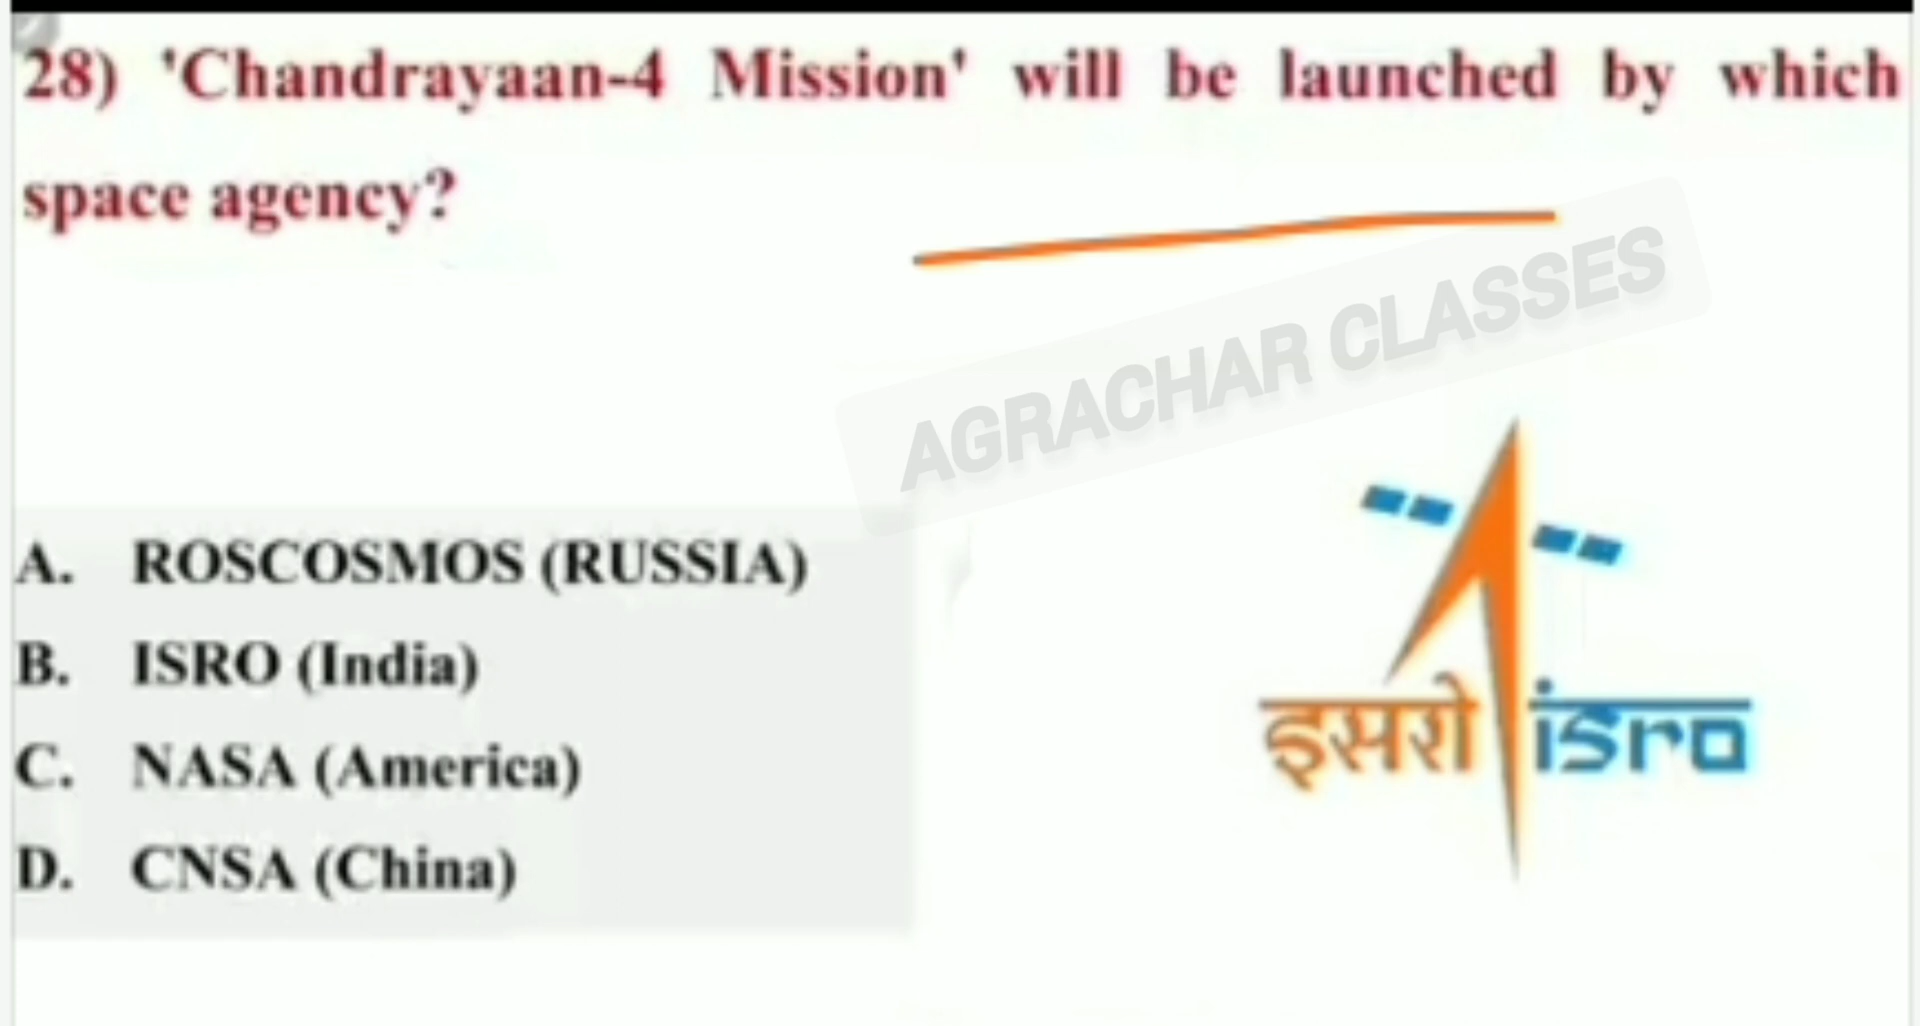 28) 'Chandrayaan-4 Mission' will be launched by which
space agency?
AGRACHAR CLASSES
A. ROSCOSMOS (RUSSIA)
B. ISRO (India)
C. NASA (America)
D. CNSA (China)
इसरो isro